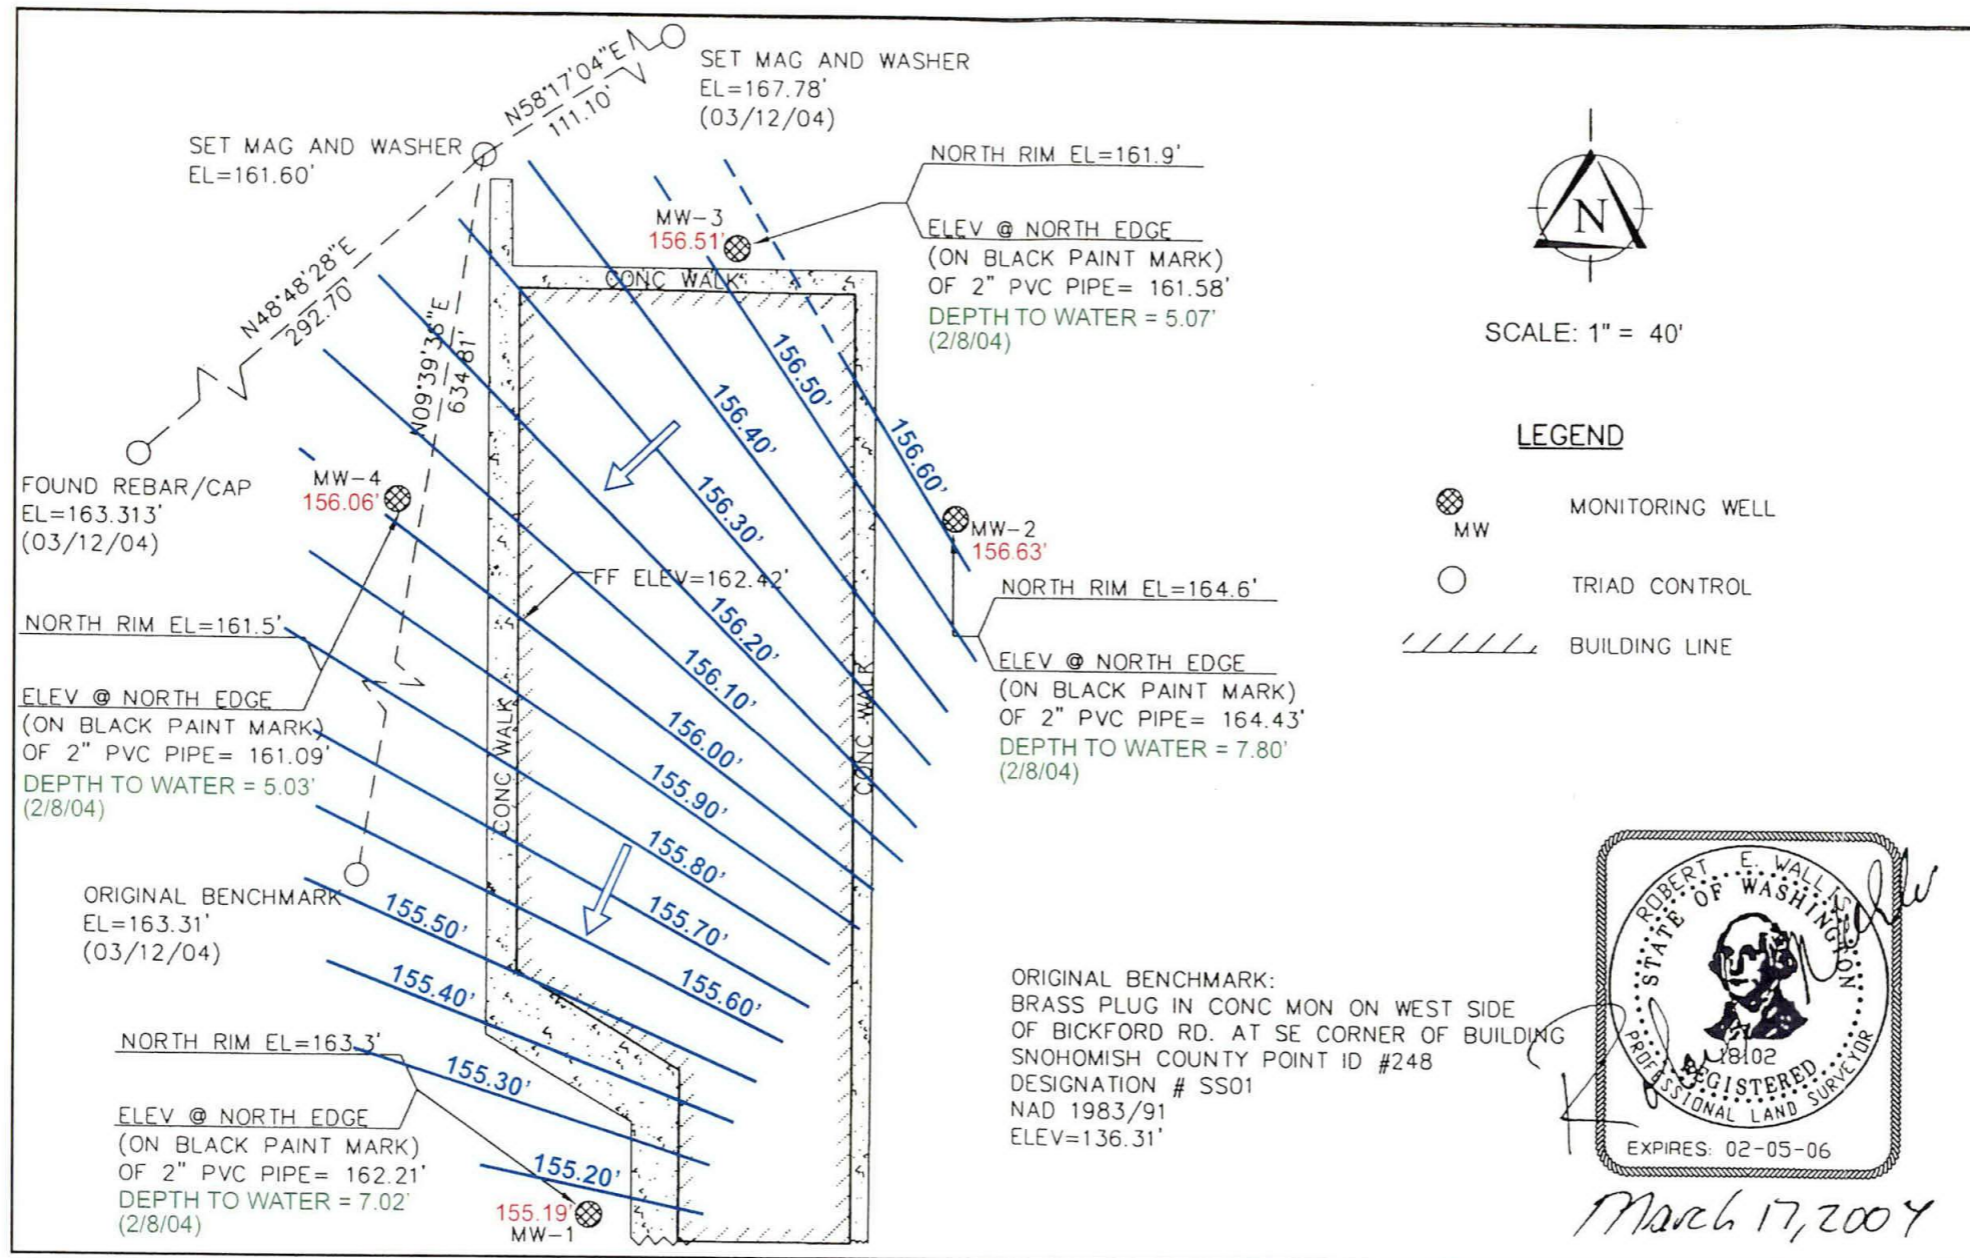 N58°17'04"E
111.10'
SET MAG AND WASHER
EL=167.78'
(03/12/04)
SET MAG AND WASHER
EL=161.60'
N48°48'28"E
292.70'
N09°39'36"E
634.81'
MW-3
156.51'
NORTH RIM EL=161.9'
ELEV @ NORTH EDGE
(ON BLACK PAINT MARK)
OF 2" PVC PIPE= 161.58'
DEPTH TO WATER = 5.07'
(2/8/04)
CONC WALK
N
SCALE: 1" = 40'
LEGEND
MW
MONITORING WELL
TRIAD CONTROL
BUILDING LINE
FOUND REBAR/CAP
EL=163.313'
(03/12/04)
MW-4
156.06'
156.60'
156.50'
156.40'
156.30'
156.20'
156.10'
156.00'
155.90'
155.80'
155.70'
155.60'
155.50'
155.40'
155.30'
155.20'
MW-2
156.63'
FF ELEV=162.42'
NORTH RIM EL=164.6'
ELEV @ NORTH EDGE
(ON BLACK PAINT MARK)
OF 2" PVC PIPE= 164.43'
DEPTH TO WATER = 7.80'
(2/8/04)
NORTH RIM EL=161.5'
ELEV @ NORTH EDGE
(ON BLACK PAINT MARK)
OF 2" PVC PIPE= 161.09'
DEPTH TO WATER = 5.03'
(2/8/04)
CONC WALK
CONC WALK
ORIGINAL BENCHMARK
EL=163.31'
(03/12/04)
NORTH RIM EL=163.3'
ELEV @ NORTH EDGE
(ON BLACK PAINT MARK)
OF 2" PVC PIPE= 162.21'
DEPTH TO WATER = 7.02'
(2/8/04)
155.19'
MW-1
ORIGINAL BENCHMARK:
BRASS PLUG IN CONC MON ON WEST SIDE
OF BICKFORD RD. AT SE CORNER OF BUILDING
SNOHOMISH COUNTY POINT ID #248
DESIGNATION # SS01
NAD 1983/91
ELEV=136.31'
ROBERT E. WALLIS
STATE OF WASHINGTON
18102
REGISTERED
PROFESSIONAL LAND SURVEYOR
EXPIRES: 02-05-06
March 17, 2004